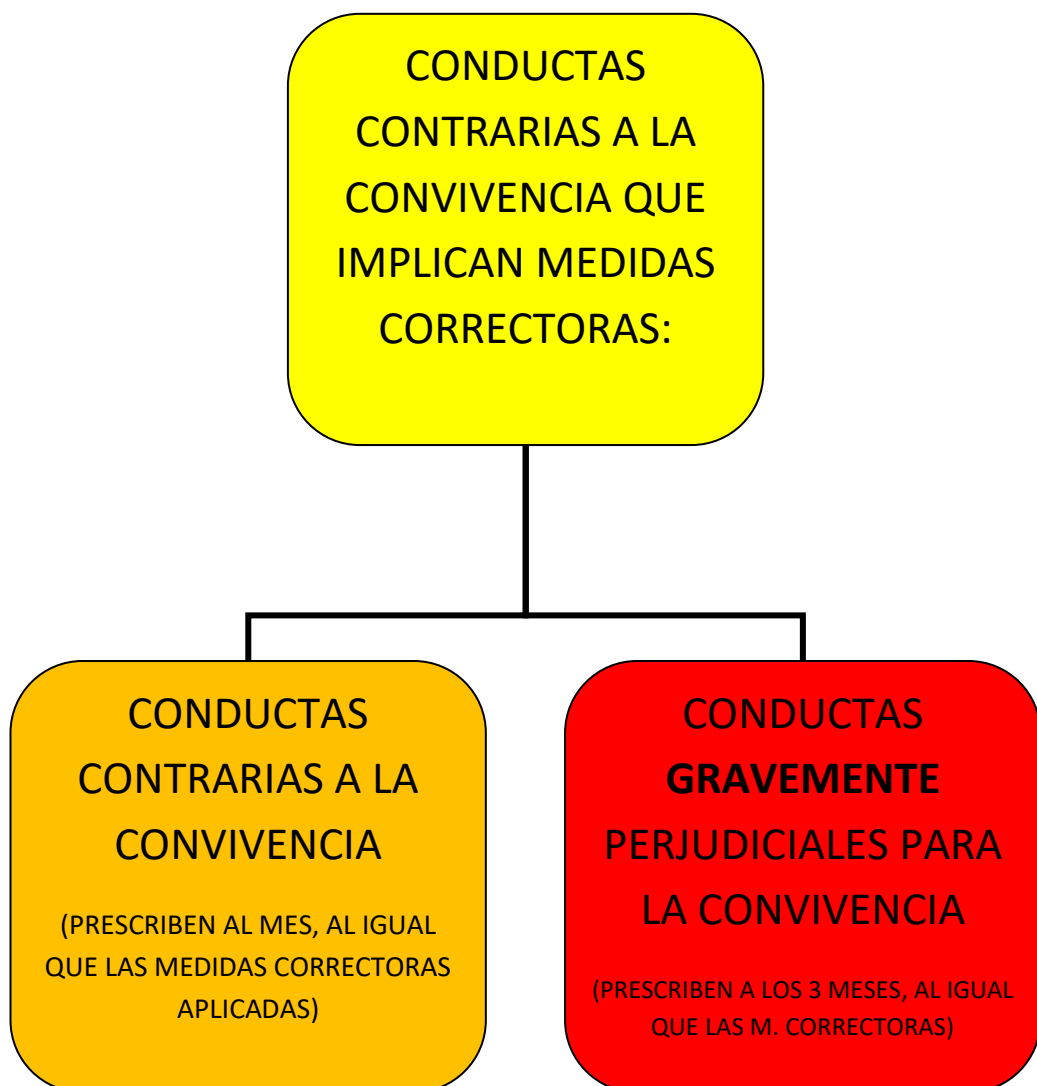 CONDUCTAS
CONTRARIAS A LA
CONVIVENCIA QUE
IMPLICAN MEDIDAS
CORRECTORAS:
CONDUCTAS
CONTRARIAS A LA
CONVIVENCIA
(PRESCRIBEN AL MES, AL IGUAL
QUE LAS MEDIDAS CORRECTORAS
APLICADAS)
CONDUCTAS
GRAVEMENTE
PERJUDICIALES PARA
LA CONVIVENCIA
(PRESCRIBEN A LOS 3 MESES, AL IGUAL
QUE LAS M. CORRECTORAS)